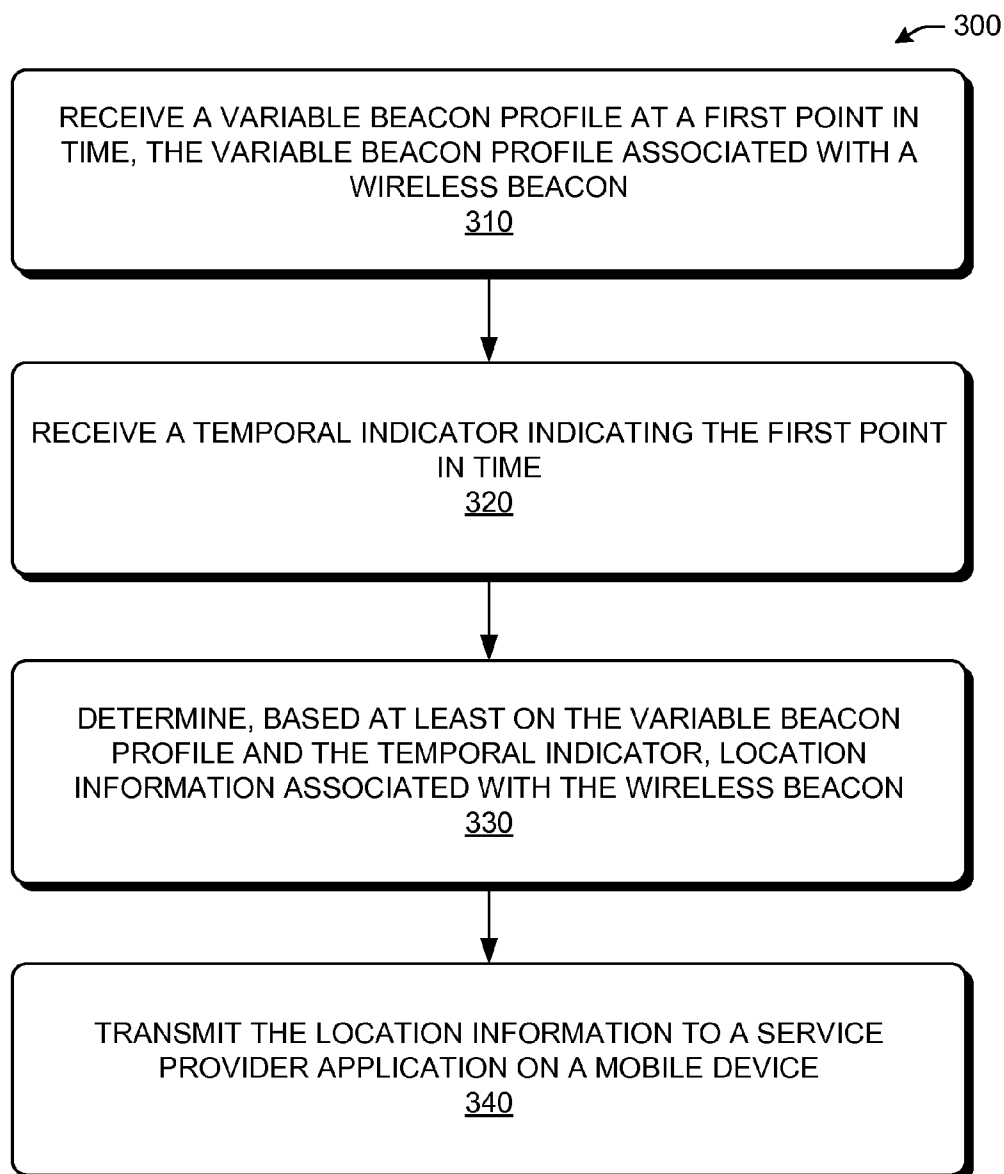 300
RECEIVE A VARIABLE BEACON PROFILE AT A FIRST POINT IN
TIME, THE VARIABLE BEACON PROFILE ASSOCIATED WITH A
WIRELESS BEACON
310
RECEIVE A TEMPORAL INDICATOR INDICATING THE FIRST POINT
IN TIME
320
DETERMINE, BASED AT LEAST ON THE VARIABLE BEACON
PROFILE AND THE TEMPORAL INDICATOR, LOCATION
INFORMATION ASSOCIATED WITH THE WIRELESS BEACON
330
TRANSMIT THE LOCATION INFORMATION TO A SERVICE
PROVIDER APPLICATION ON A MOBILE DEVICE
340